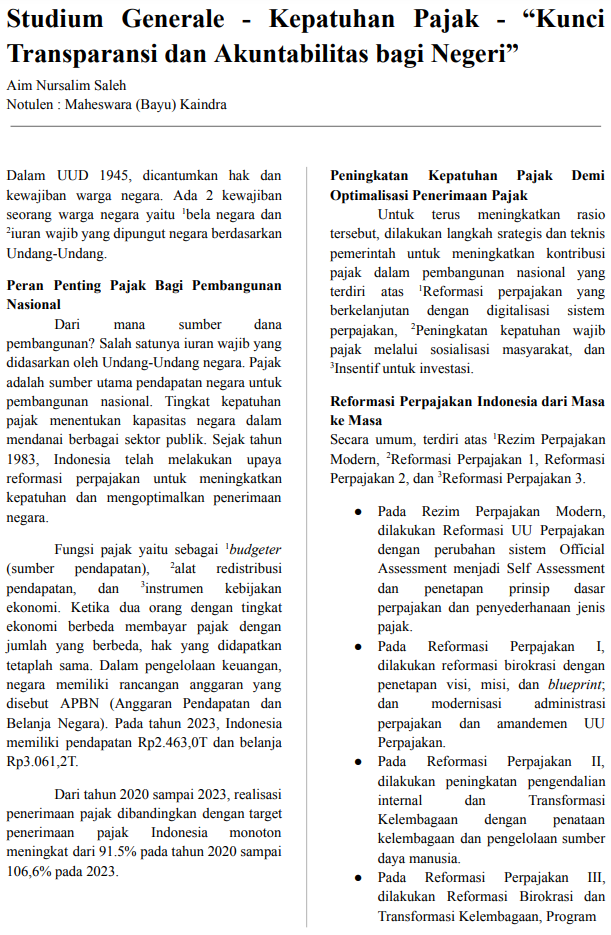 Studium Generale - Kepatuhan Pajak - “Kunci
Transparansi dan Akuntabilitas bagi Negeri”
Aim Nursalim Saleh
Notulen : Maheswara (Bayu) Kaindra
Dalam UUD 1945, dicantumkan hak dan
kewajiban warga negara. Ada 2 kewajiban
seorang warga negara yaitu ¹bela negara dan
²iuran wajib yang dipungut negara berdasarkan
Undang-Undang.
Peran Penting Pajak Bagi Pembangunan
Nasional
Dari mana sumber dana
pembangunan? Salah satunya iuran wajib yang
didasarkan oleh Undang-Undang negara. Pajak
adalah sumber utama pendapatan negara untuk
pembangunan nasional. Tingkat kepatuhan
pajak menentukan kapasitas negara dalam
mendanai berbagai sektor publik. Sejak tahun
1983, Indonesia telah melakukan upaya
reformasi perpajakan untuk meningkatkan
kepatuhan dan mengoptimalkan penerimaan
negara.
Fungsi pajak yaitu sebagai ¹budgeter
(sumber pendapatan), ²alat redistribusi
pendapatan, dan ³instrumen kebijakan
ekonomi. Ketika dua orang dengan tingkat
ekonomi berbeda membayar pajak dengan
jumlah yang berbeda, hak yang didapatkan
tetaplah sama. Dalam pengelolaan keuangan,
negara memiliki rancangan anggaran yang
disebut APBN (Anggaran Pendapatan dan
Belanja Negara). Pada tahun 2023, Indonesia
memiliki pendapatan Rp2.463,0T dan belanja
Rp3.061,2T.
Dari tahun 2020 sampai 2023, realisasi
penerimaan pajak dibandingkan dengan target
penerimaan pajak Indonesia monoton
meningkat dari 91.5% pada tahun 2020 sampai
106,6% pada 2023.
Peningkatan Kepatuhan Pajak Demi
Optimalisasi Penerimaan Pajak
Untuk terus meningkatkan rasio
tersebut, dilakukan langkah srategis dan teknis
pemerintah untuk meningkatkan kontribusi
pajak dalam pembangunan nasional yang
terdiri atas ¹Reformasi perpajakan yang
berkelanjutan dengan digitalisasi sistem
perpajakan, ²Peningkatan kepatuhan wajib
pajak melalui sosialisasi masyarakat, dan
³Insentif untuk investasi.
Reformasi Perpajakan Indonesia dari Masa
ke Masa
Secara umum, terdiri atas ¹Rezim Perpajakan
Modern, ²Reformasi Perpajakan 1, Reformasi
Perpajakan 2, dan ³Reformasi Perpajakan 3.
● Pada Rezim Perpajakan Modern,
dilakukan Reformasi UU Perpajakan
dengan perubahan sistem Official
Assessment menjadi Self Assessment
dan penetapan prinsip dasar
perpajakan dan penyederhanaan jenis
pajak.
● Pada Reformasi Perpajakan I,
dilakukan reformasi birokrasi dengan
penetapan visi, misi, dan blueprint;
dan modernisasi administrasi
perpajakan dan amandemen UU
Perpajakan.
● Pada Reformasi Perpajakan II,
dilakukan peningkatan pengendalian
internal dan Transformasi
Kelembagaan dengan penataan
kelembagaan dan pengelolaan sumber
daya manusia.
● Pada Reformasi Perpajakan III,
dilakukan Reformasi Birokrasi dan
Transformasi Kelembagaan, Program